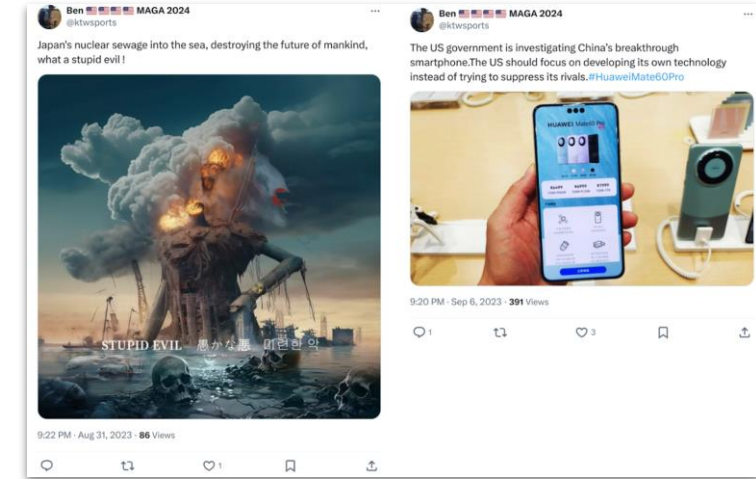 Ben 🇺🇸🇺🇸🇺🇸🇺🇸 MAGA 2024
@ktwsports
Japan's nuclear sewage into the sea, destroying the future of mankind,
what a stupid evil !
STUPID EVIL 愚かな悪 미련한 악
9:22 PM · Aug 31, 2023 · 86 Views
1
Ben 🇺🇸🇺🇸🇺🇸🇺🇸 MAGA 2024
@ktwsports
The US government is investigating China's breakthrough
smartphone.The US should focus on developing its own technology
instead of trying to suppress its rivals.#HuaweiMate60Pro
HUAWEI Mate60 Pro
9:20 PM · Sep 6, 2023 · 391 Views
1 3